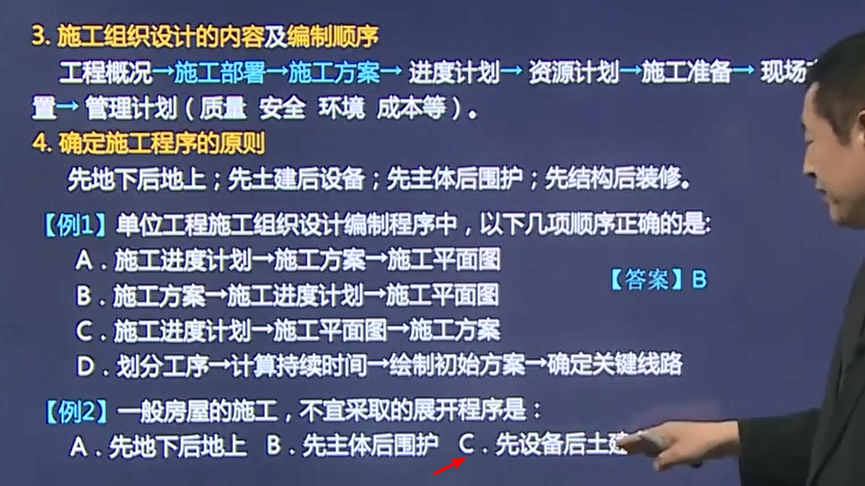 3. 施工组织设计的内容及编制顺序
工程概况→施工部署→施工方案→ 进度计划→ 资源计划→施工准备→ 现场
置→ 管理计划（质量 安全 环境 成本等）。
4. 确定施工程序的原则
先地下后地上；先土建后设备；先主体后围护；先结构后装修。
【例1】单位工程施工组织设计编制程序中，以下几项顺序正确的是:
A．施工进度计划→施工方案→施工平面图
【答案】B
B．施工方案→施工进度计划→施工平面图
C．施工进度计划→施工平面图→施工方案
D．划分工序→计算持续时间→绘制初始方案→确定关键线路
【例2】一般房屋的施工，不宜采取的展开程序是：
A．先地下后地上 B．先主体后围护 C．先设备后土建